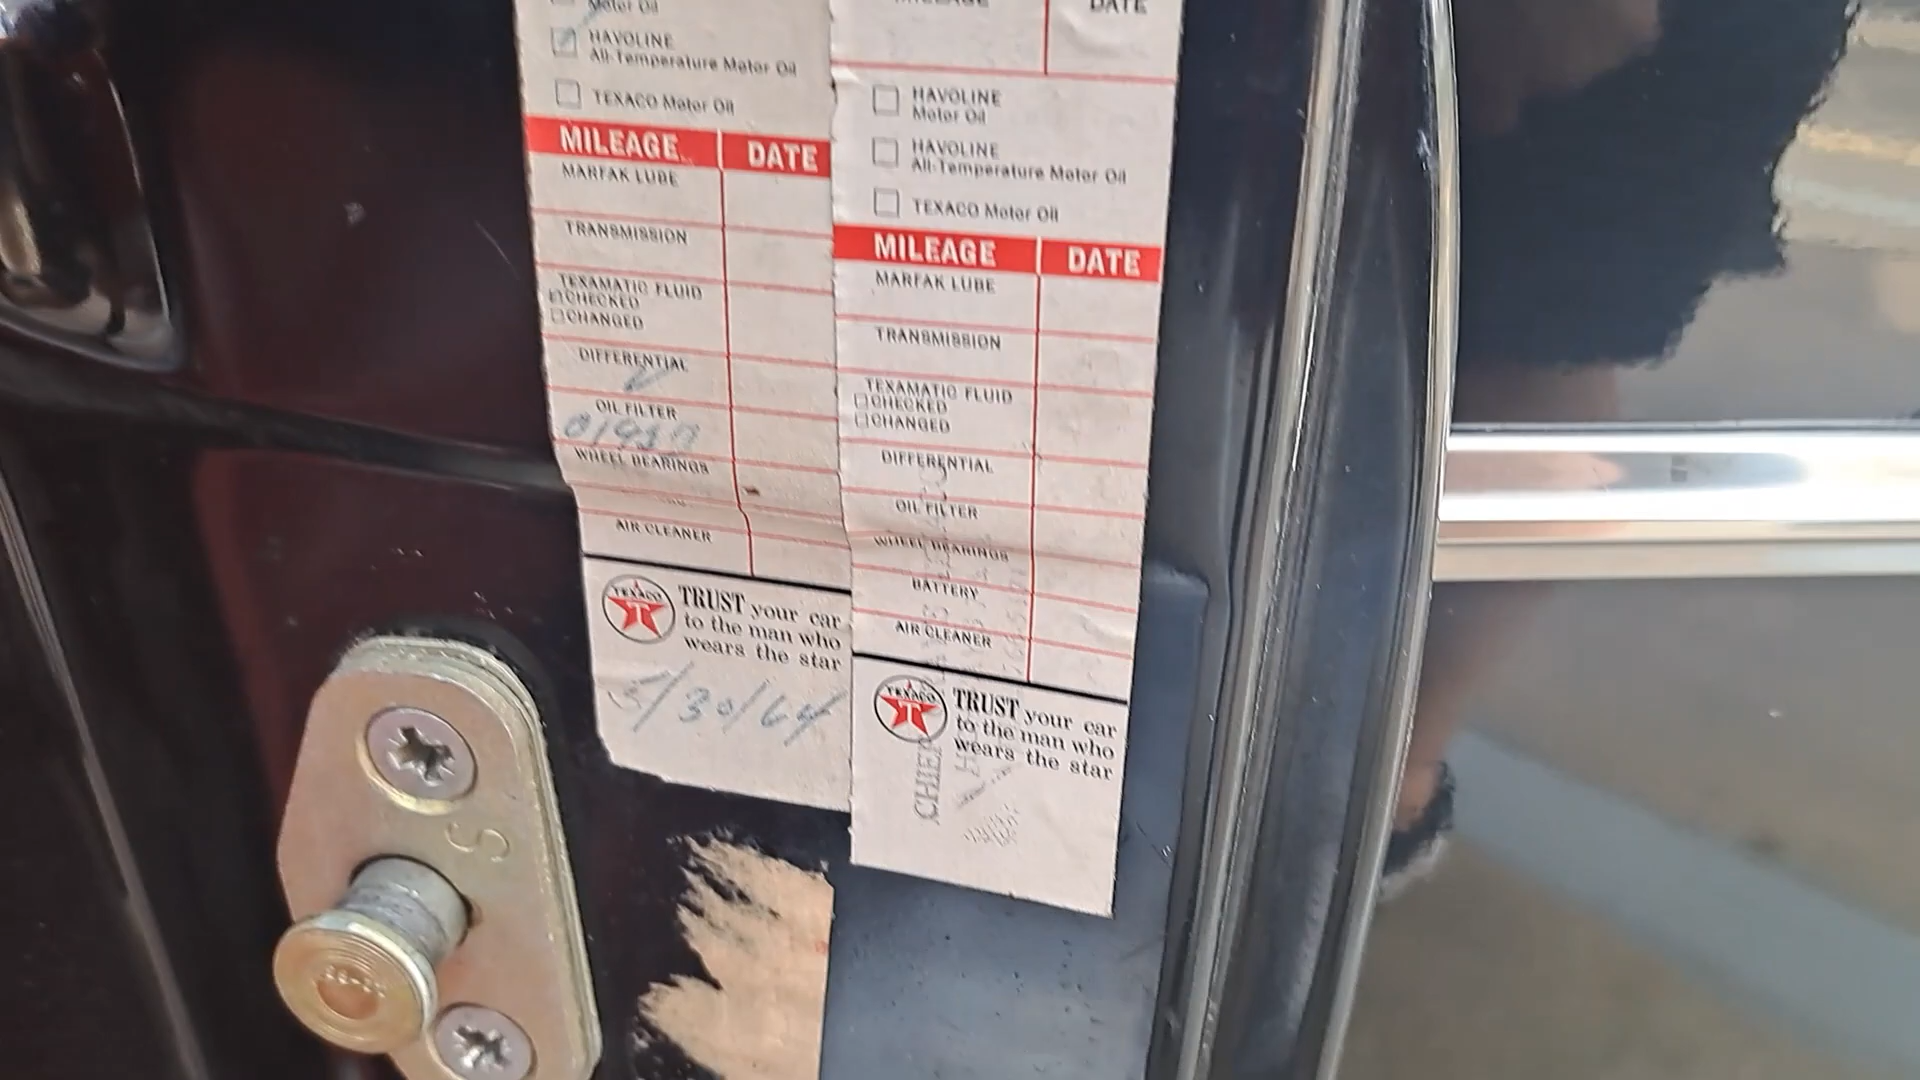 Motor Oil
HAVOLINE
All-Temperature Motor Oil
TEXACO Motor Oil
MILEAGE DATE
MARFAK LUBE
TRANSMISSION
TEXAMATIC FLUID
CHECKED
CHANGED
DIFFERENTIAL
OIL FILTER
WHEEL BEARINGS
AIR CLEANER
TEXACO
T
TRUST your car
to the man who
wears the star
5/30/64
MILEAGE DATE
HAVOLINE
Motor Oil
HAVOLINE
All-Temperature Motor Oil
TEXACO Motor Oil
MILEAGE DATE
MARFAK LUBE
TRANSMISSION
TEXAMATIC FLUID
CHECKED
CHANGED
DIFFERENTIAL
OIL FILTER
WHEEL BEARINGS
BATTERY
AIR CLEANER
TEXACO
T
TRUST your car
to the man who
wears the star
S